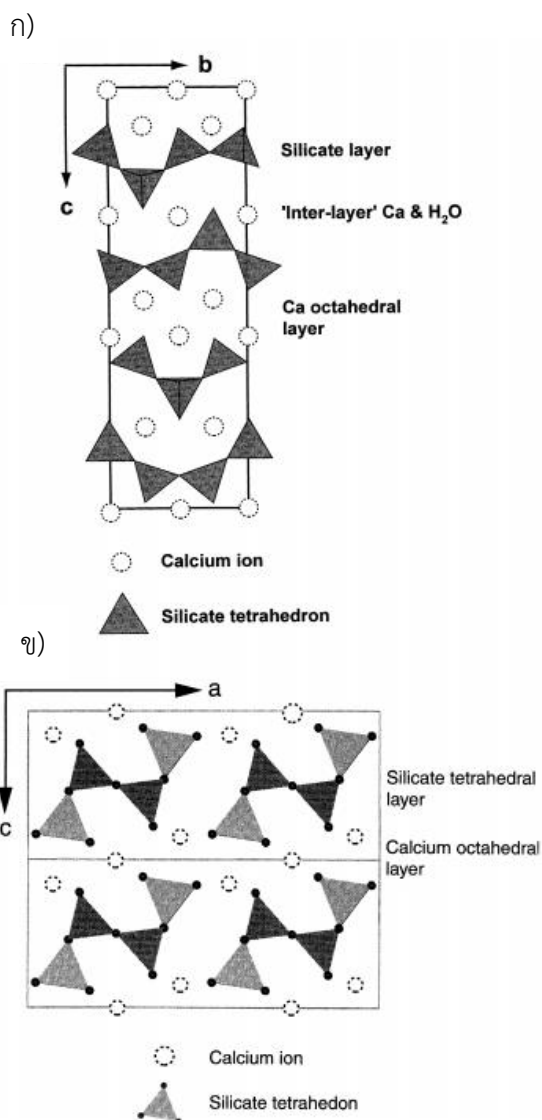 ก)
b
c
Silicate layer
'Inter-layer' Ca & H₂O
Ca octahedral
layer
Calcium ion
Silicate tetrahedron
ข)
a
c
Silicate tetrahedral
layer
Calcium octahedral
layer
Calcium ion
Silicate tetrahedon